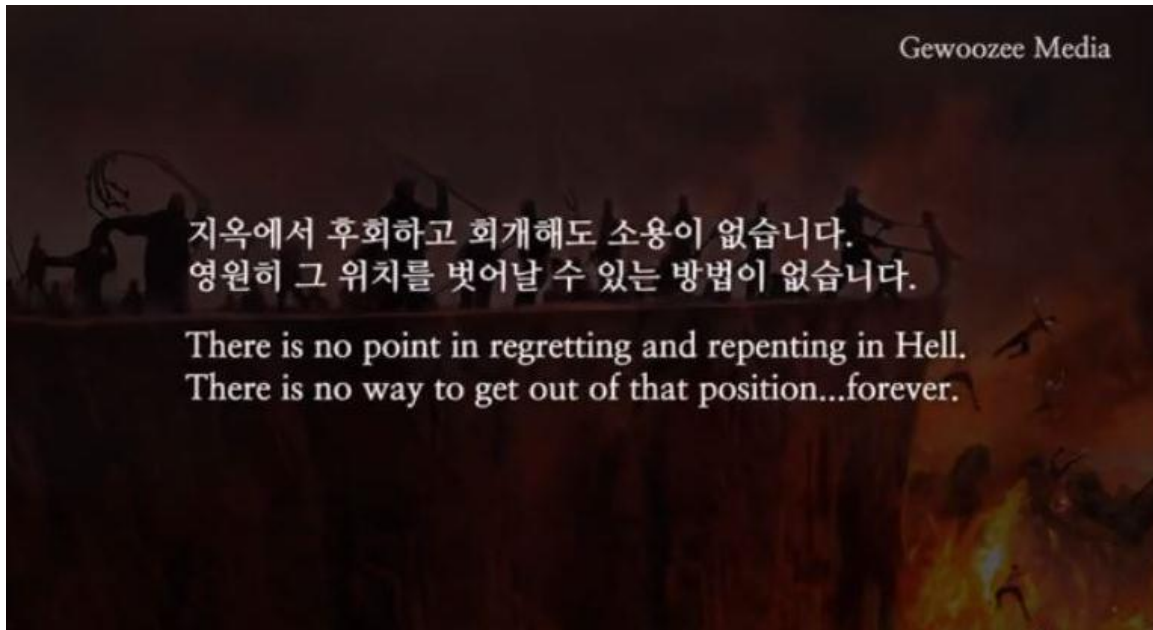 Gewoozee Media
지옥에서 후회하고 회개해도 소용이 없습니다.
영원히 그 위치를 벗어날 수 있는 방법이 없습니다.
There is no point in regretting and repenting in Hell.
There is no way to get out of that position...forever.